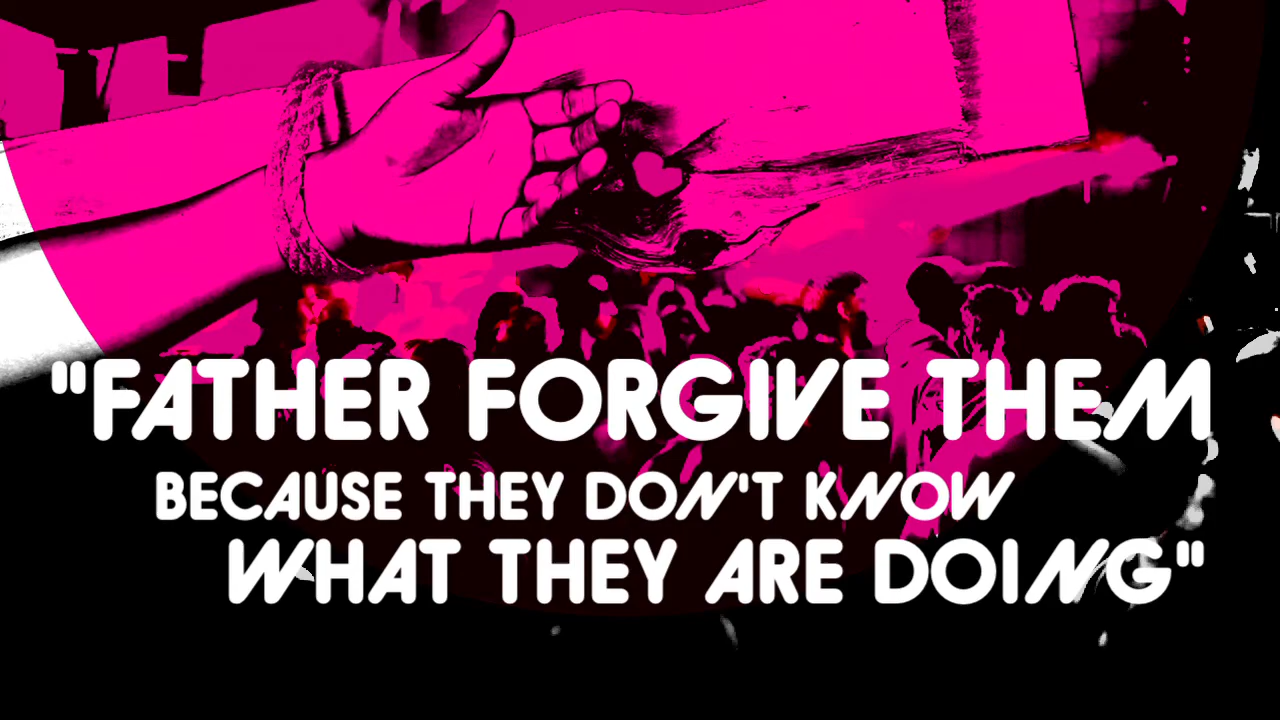 "FATHER FORGIVE THEM
BECAUSE THEY DON'T KNOW
WHAT THEY ARE DOING"